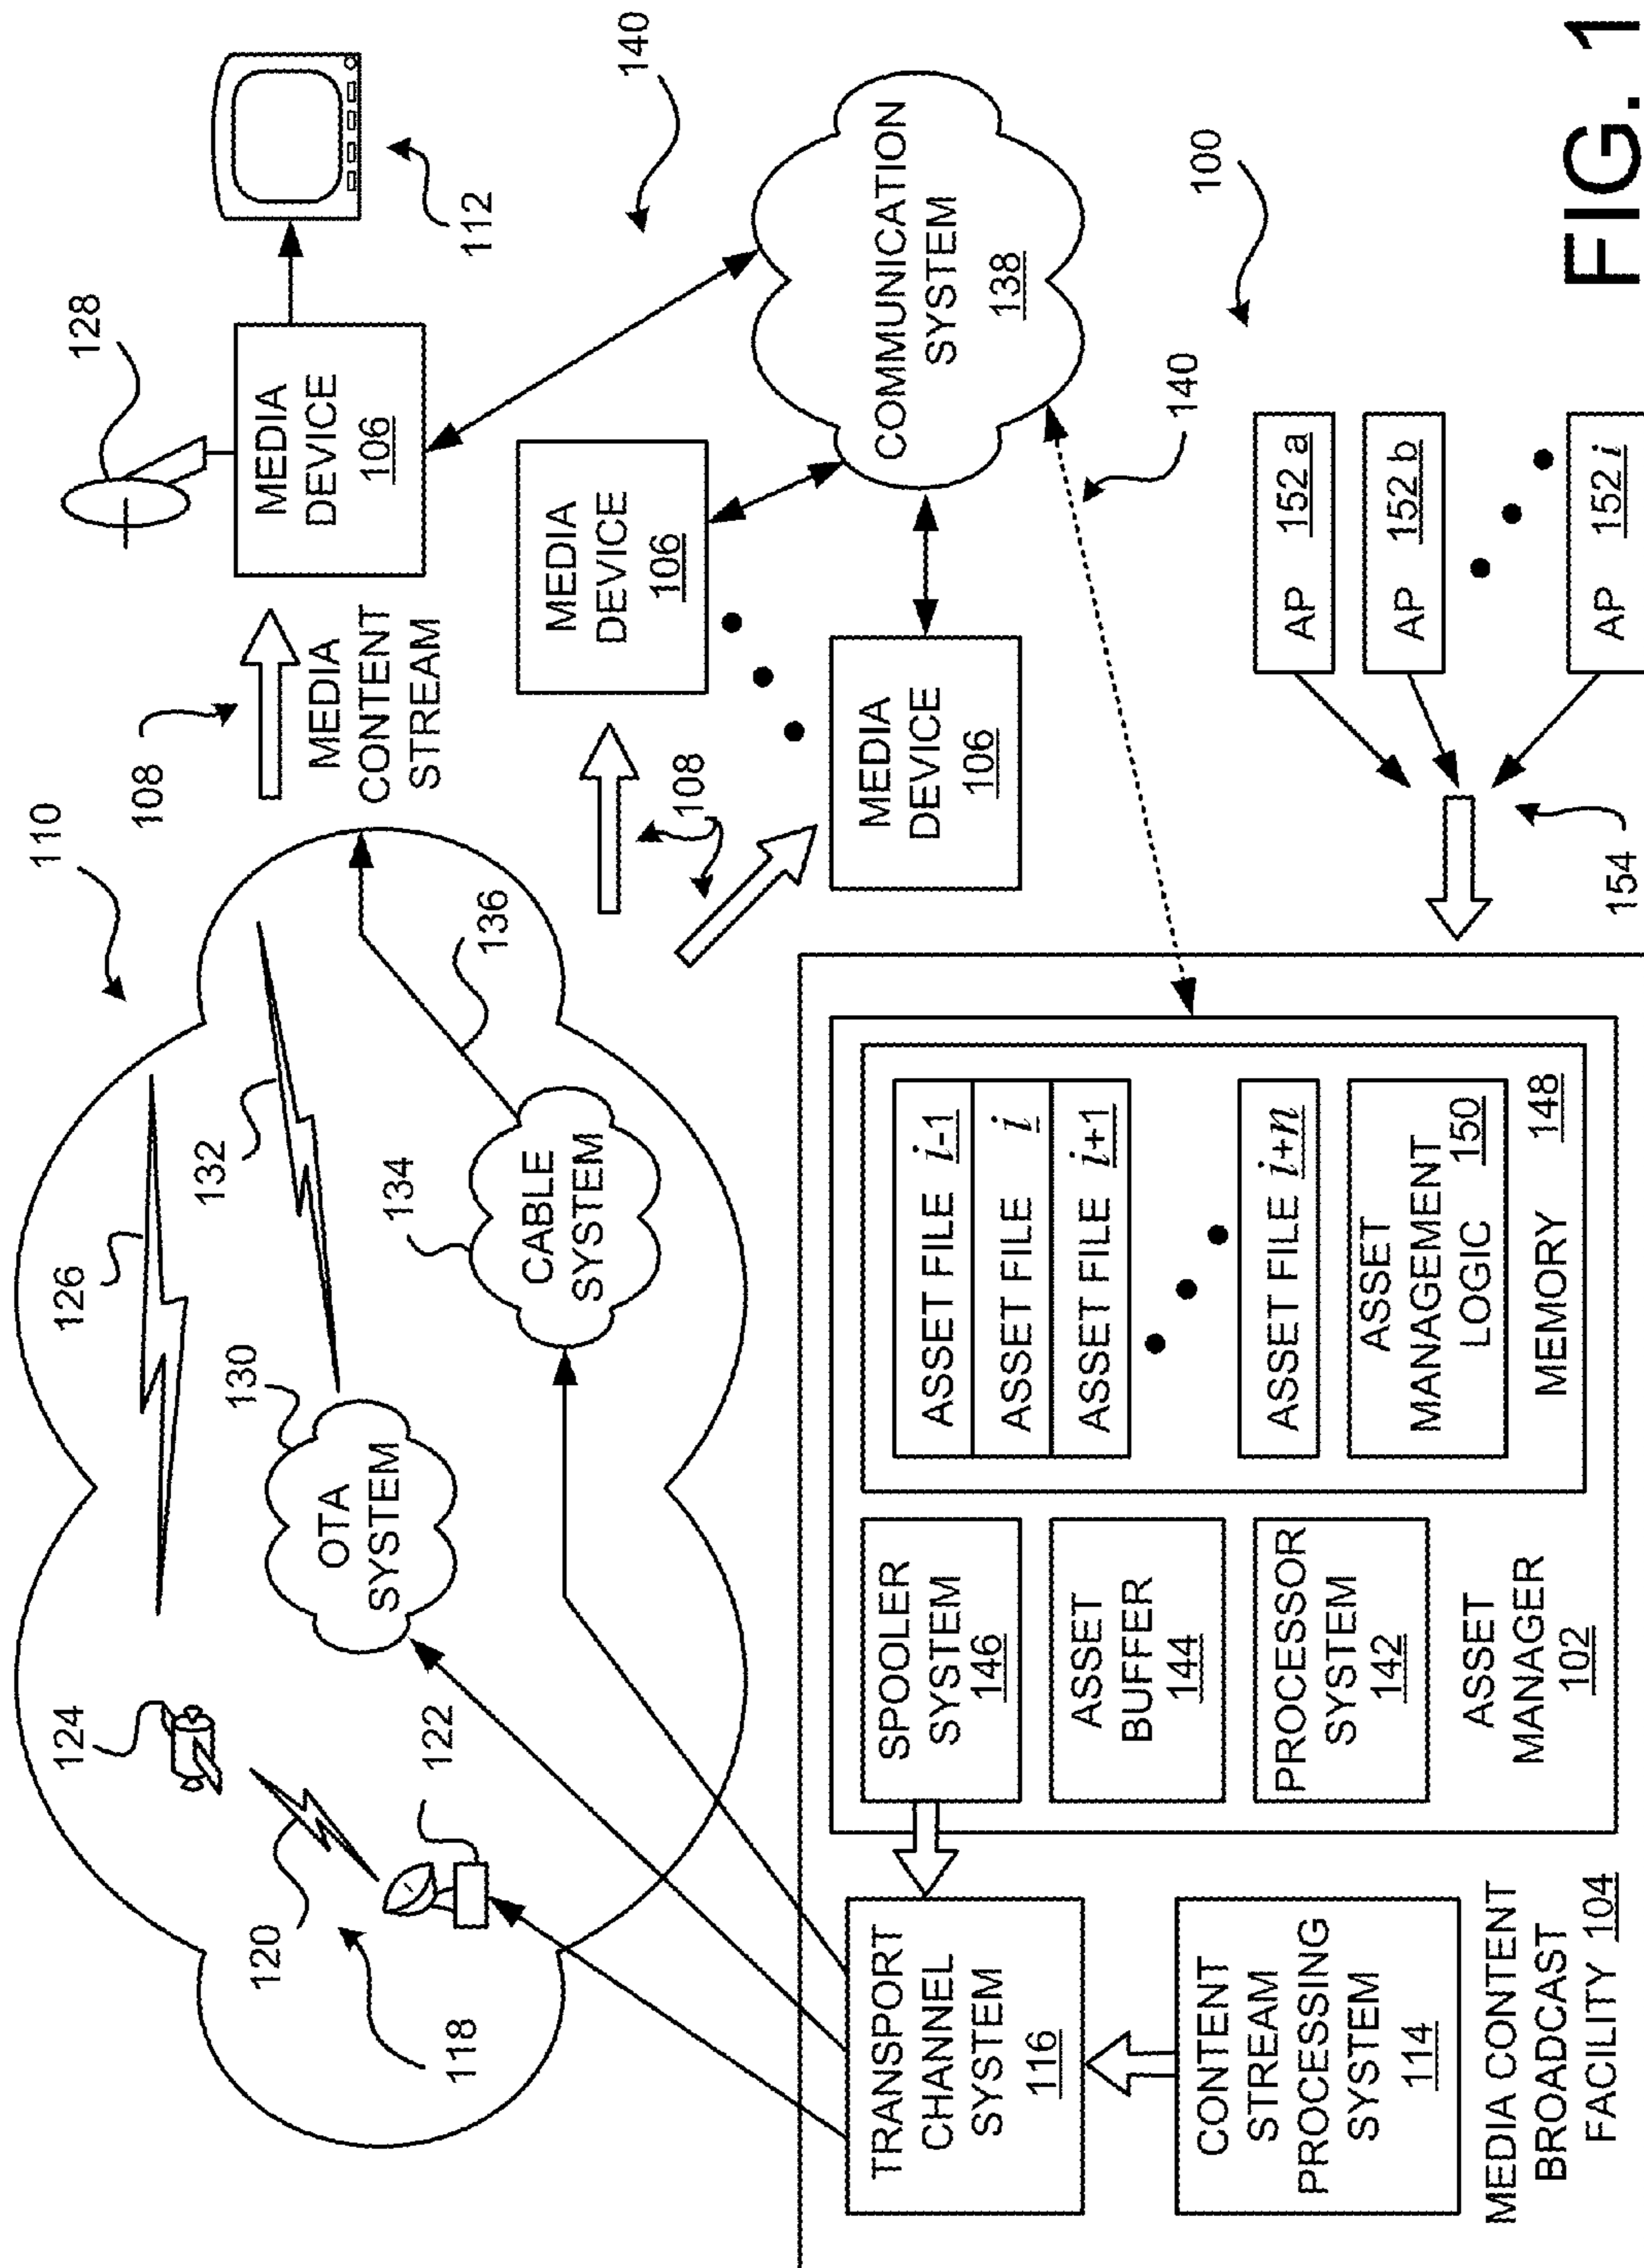 110
126
124
130
132
120
OTA
SYSTEM
134
CABLE
SYSTEM
136
122
118
108
MEDIA
CONTENT
STREAM
128
MEDIA
DEVICE
106
112
108
MEDIA
DEVICE
106
MEDIA
DEVICE
106
140
COMMUNICATION
SYSTEM
138
140
100
TRANSPORT
CHANNEL
SYSTEM
116
CONTENT
STREAM
PROCESSING
SYSTEM
114
MEDIA CONTENT
BROADCAST
FACILITY 104
SPOOLER
SYSTEM
146
ASSET
BUFFER
144
PROCESSOR
SYSTEM
142
ASSET
MANAGER
102
ASSET FILE i-1
ASSET FILE i
ASSET FILE i+1
ASSET FILE i+n
ASSET
MANAGEMENT
LOGIC 150
MEMORY 148
AP 152 a
AP 152 b
AP 152 i
154
FIG. 1